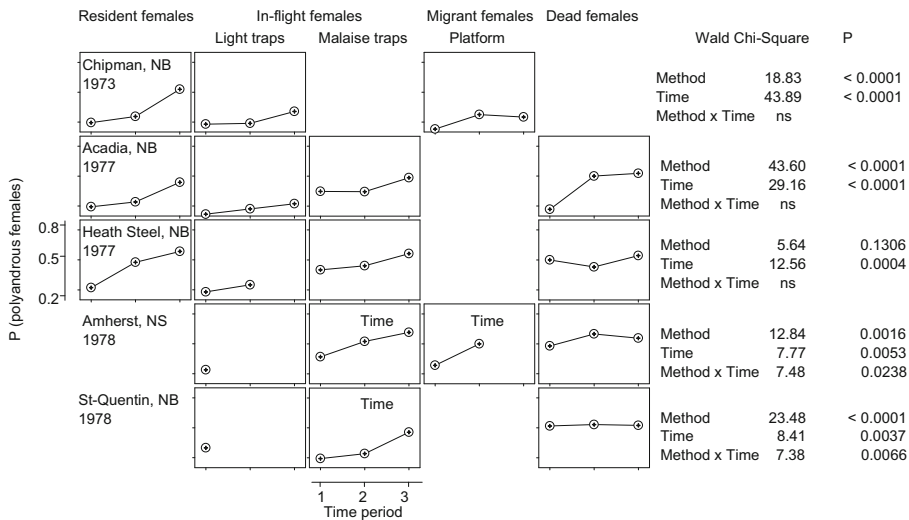 Resident females In-flight females Migrant females Dead females
Light traps Malaise traps Platform Wald Chi-Square P
Chipman, NB
1973
Method 18.83 < 0.0001
Time 43.89 < 0.0001
Method x Time ns
Acadia, NB
1977
Method 43.60 < 0.0001
Time 29.16 < 0.0001
Method x Time ns
P (polyandrous females)
0.8
0.5
0.2
Heath Steel, NB
1977
Method 5.64 0.1306
Time 12.56 0.0004
Method x Time ns
Amherst, NS
1978
Time Time
Method 12.84 0.0016
Time 7.77 0.0053
Method x Time 7.48 0.0238
St-Quentin, NB
1978
Time
Method 23.48 < 0.0001
Time 8.41 0.0037
Method x Time 7.38 0.0066
1 2 3
Time period